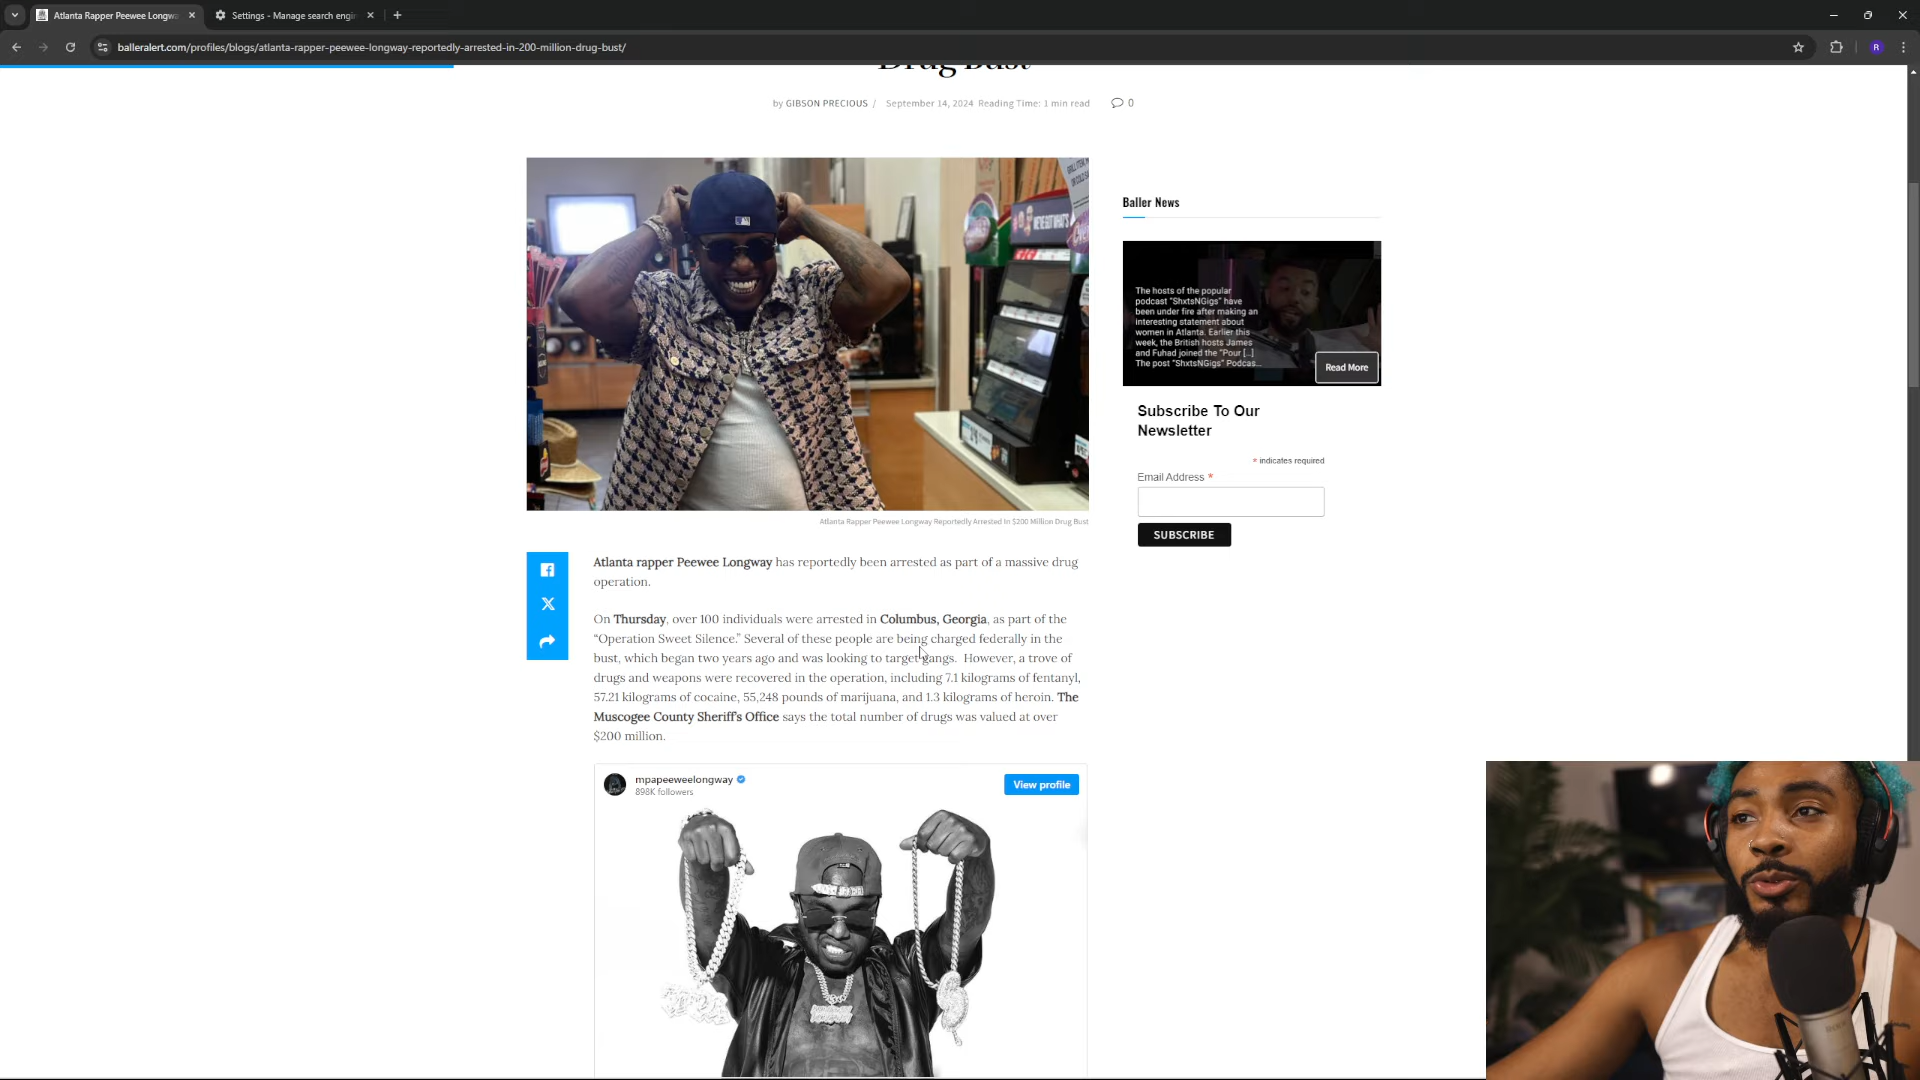 Atlanta Rapper Peewee Longwa
Settings - Manage search engin
balleralert.com/profiles/blogs/atlanta-rapper-peewee-longway-reportedly-arrested-in-200-million-drug-bust/
R
Drug Bust
by GIBSON PRECIOUS / September 14, 2024 Reading Time: 1 min read 0
WE'VE GOT WHAT'S
Atlanta Rapper Peewee Longway Reportedly Arrested In $200 Million Drug Bust
Atlanta rapper Peewee Longway has reportedly been arrested as part of a massive drug
operation.
On Thursday, over 100 individuals were arrested in Columbus, Georgia, as part of the
“Operation Sweet Silence.” Several of these people are being charged federally in the
bust, which began two years ago and was looking to target gangs. However, a trove of
drugs and weapons were recovered in the operation, including 7.1 kilograms of fentanyl,
57.21 kilograms of cocaine, 55,248 pounds of marijuana, and 1.3 kilograms of heroin. The
Muscogee County Sheriff's Office says the total number of drugs was valued at over
$200 million.
mpapeeweelongway
898K followers
View profile
Baller News
The hosts of the popular
podcast “ShxtsNGigs” have
been under fire after making an
interesting statement about
women in Atlanta. Earlier this
week, the British hosts James
and Fuhad joined the “Pour [...]
The post “ShxtsNGigs” Podcas...
Read More
Subscribe To Our
Newsletter
* indicates required
Email Address *
SUBSCRIBE